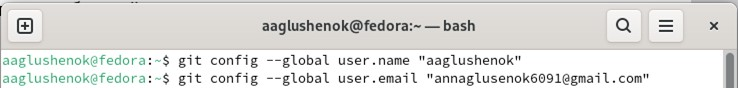 aaglushenok@fedora:~ — bash
aaglushenok@fedora:~$ git config --global user.name "aaglushenok"
aaglushenok@fedora:~$ git config --global user.email "annaglusenok6091@gmail.com"